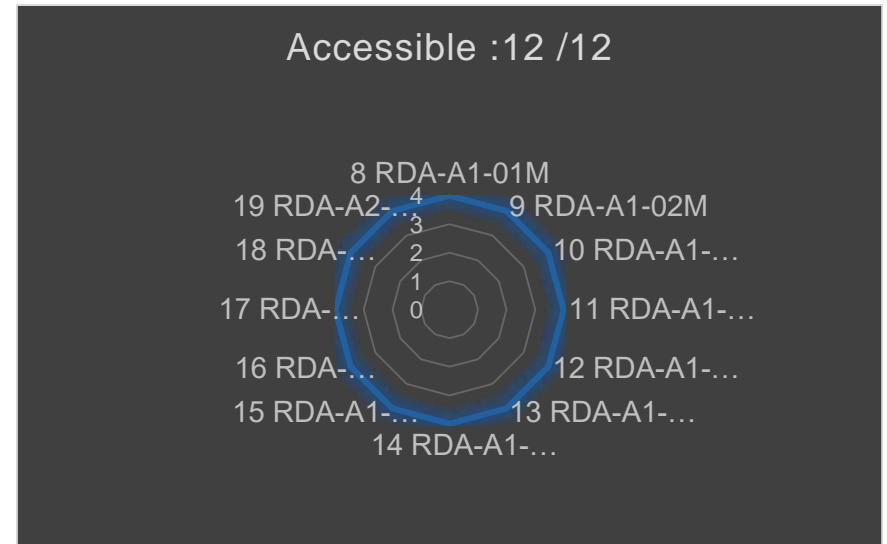 Accessible :12 /12
8 RDA-A1-01M
9 RDA-A1-02M
10 RDA-A1-…
11 RDA-A1-…
12 RDA-A1-…
13 RDA-A1-…
14 RDA-A1-…
15 RDA-A1-…
16 RDA-…
17 RDA-…
18 RDA-…
19 RDA-A2-…
4
3
2
1
0